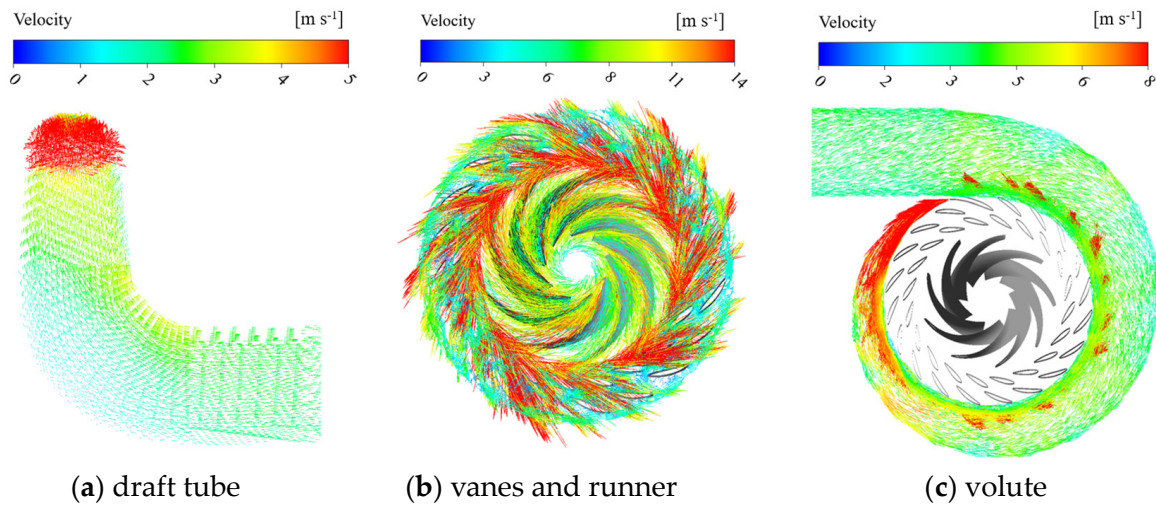 Velocity [m s⁻¹]
0 1 2 3 4 5
(a) draft tube
Velocity [m s⁻¹]
0 3 6 8 11 14
(b) vanes and runner
Velocity [m s⁻¹]
0 2 3 5 6 8
(c) volute